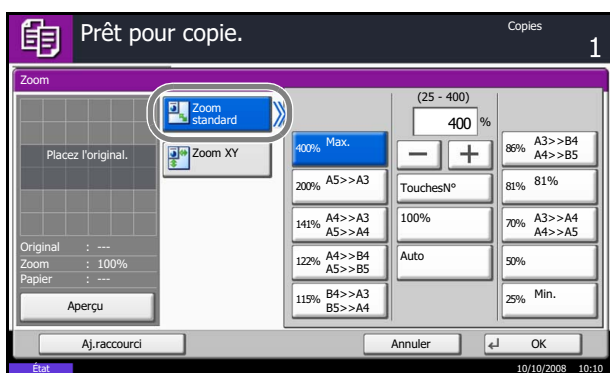 Prêt pour copie.
Copies
1
Zoom
Placez l'original.
Original : ---
Zoom : 100%
Papier : ---
Aperçu
Zoom
standard
Zoom XY
400% Max.
200% A5>>A3
141% A4>>A3
A5>>A4
122% A4>>B4
A5>>B5
115% B4>>A3
B5>>A4
(25 - 400)
400 %
TouchesN°
100%
Auto
86% A3>>B4
A4>>B5
81% 81%
70% A3>>A4
A4>>A5
50%
25% Min.
Aj.raccourci
Annuler
OK
État
10/10/2008 10:10